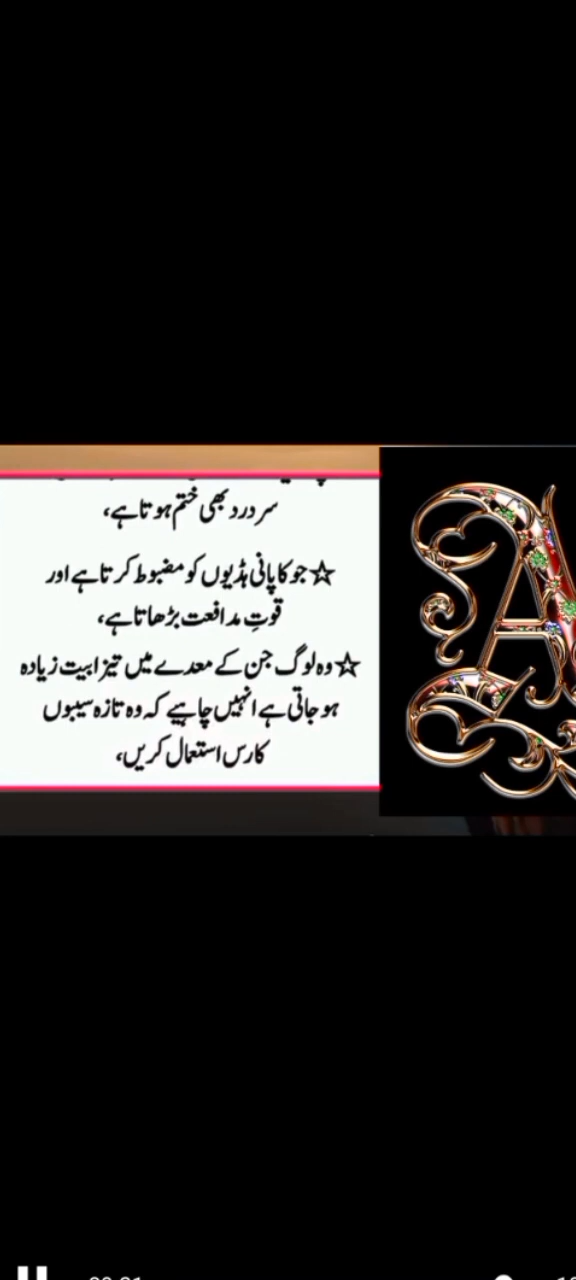 سر درد بھی ختم ہوتا ہے،
☆جو کا پانی ہڈیوں کو مضبوط کرتا ہے اور
قوتِ مدافعت بڑھاتا ہے،
☆وہ لوگ جن کے معدے میں تیزابیت زیادہ
ہو جاتی ہے انہیں چاہیے کہ وہ تازہ سیبوں
کا رس استعمال کریں،
A